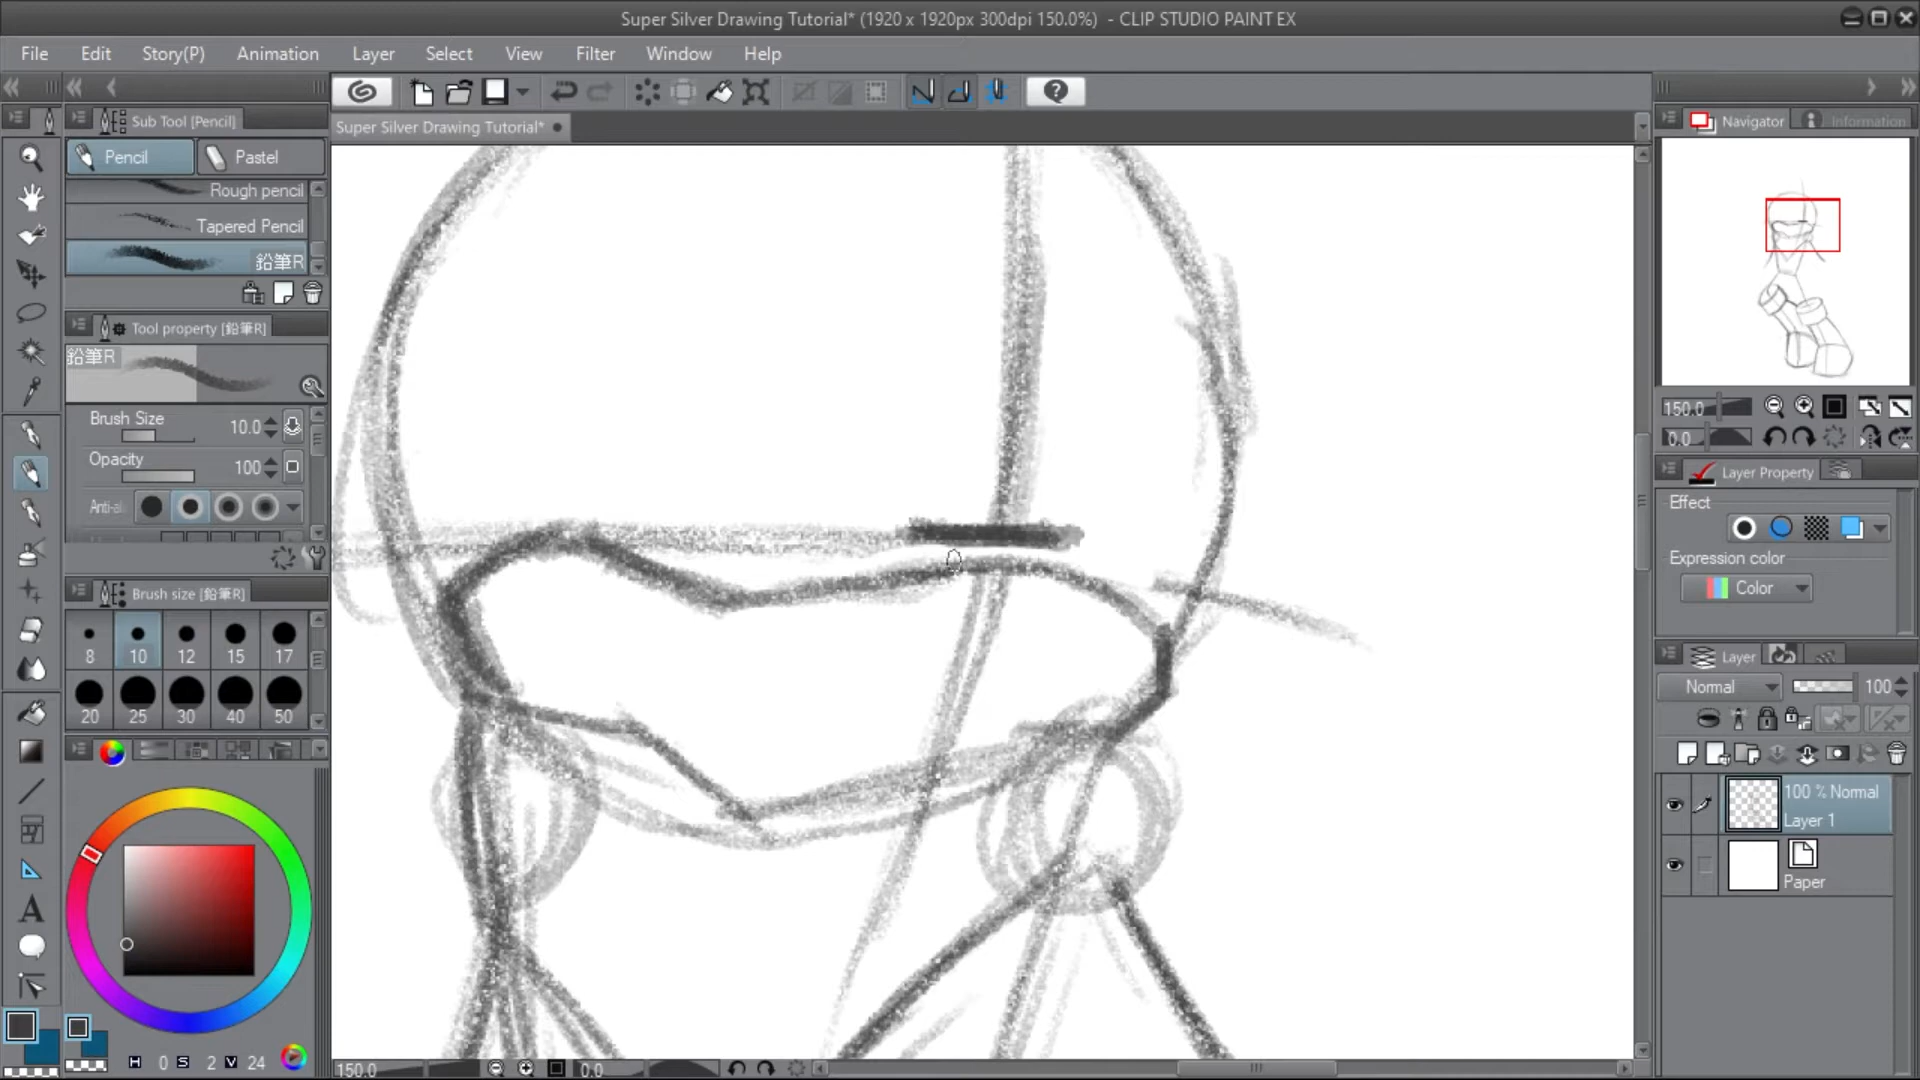 Super Silver Drawing Tutorial* (1920 x 1920px 300dpi 150.0%) - CLIP STUDIO PAINT EX
File Edit Story(P) Animation Layer Select View Filter Window Help
Sub Tool [Pencil]
Pencil Pastel
Rough pencil
Tapered Pencil
鉛筆R
Tool property [鉛筆R]
鉛筆R
Brush Size 10.0
Opacity 100
Anti-al
Brush size [鉛筆R]
8 10 12 15 17
20 25 30 40 50
H 0 S 2 V 24
Super Silver Drawing Tutorial*
150.0 0.0
Navigator Information
150.0
0.0
Layer Property
Effect
Expression color
Color
Layer
Normal 100
100 % Normal
Layer 1
Paper